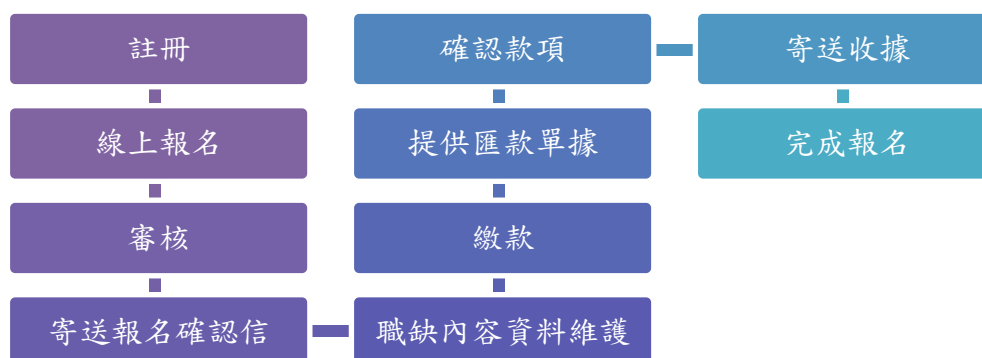 註冊
線上報名
審核
寄送報名確認信
職缺內容資料維護
繳款
提供匯款單據
確認款項
寄送收據
完成報名